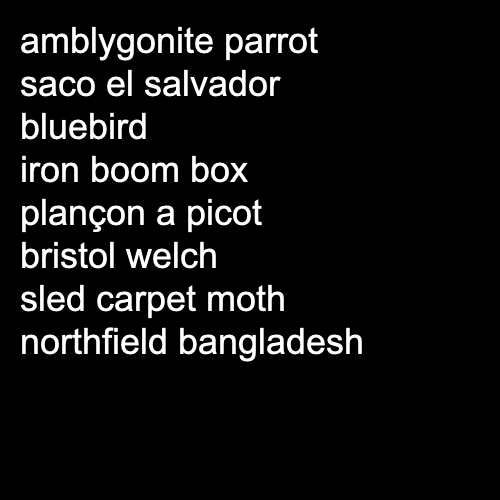 amblygonite parrot
saco el salvador
bluebird
iron boom box
plançon a picot
bristol welch
sled carpet moth
northfield bangladesh